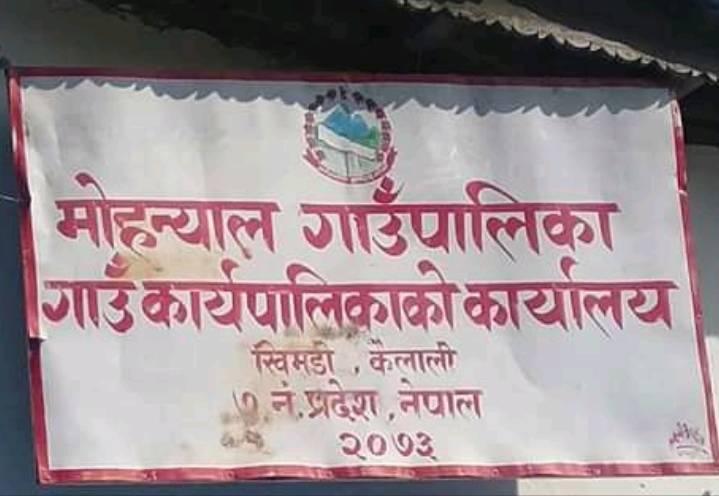 मोहन्याल गाउँपालिका
गाउँ कार्यपालिकाको कार्यालय
खिमडी , कैलाली
७ नं. प्रदेश , नेपाल
२०७३